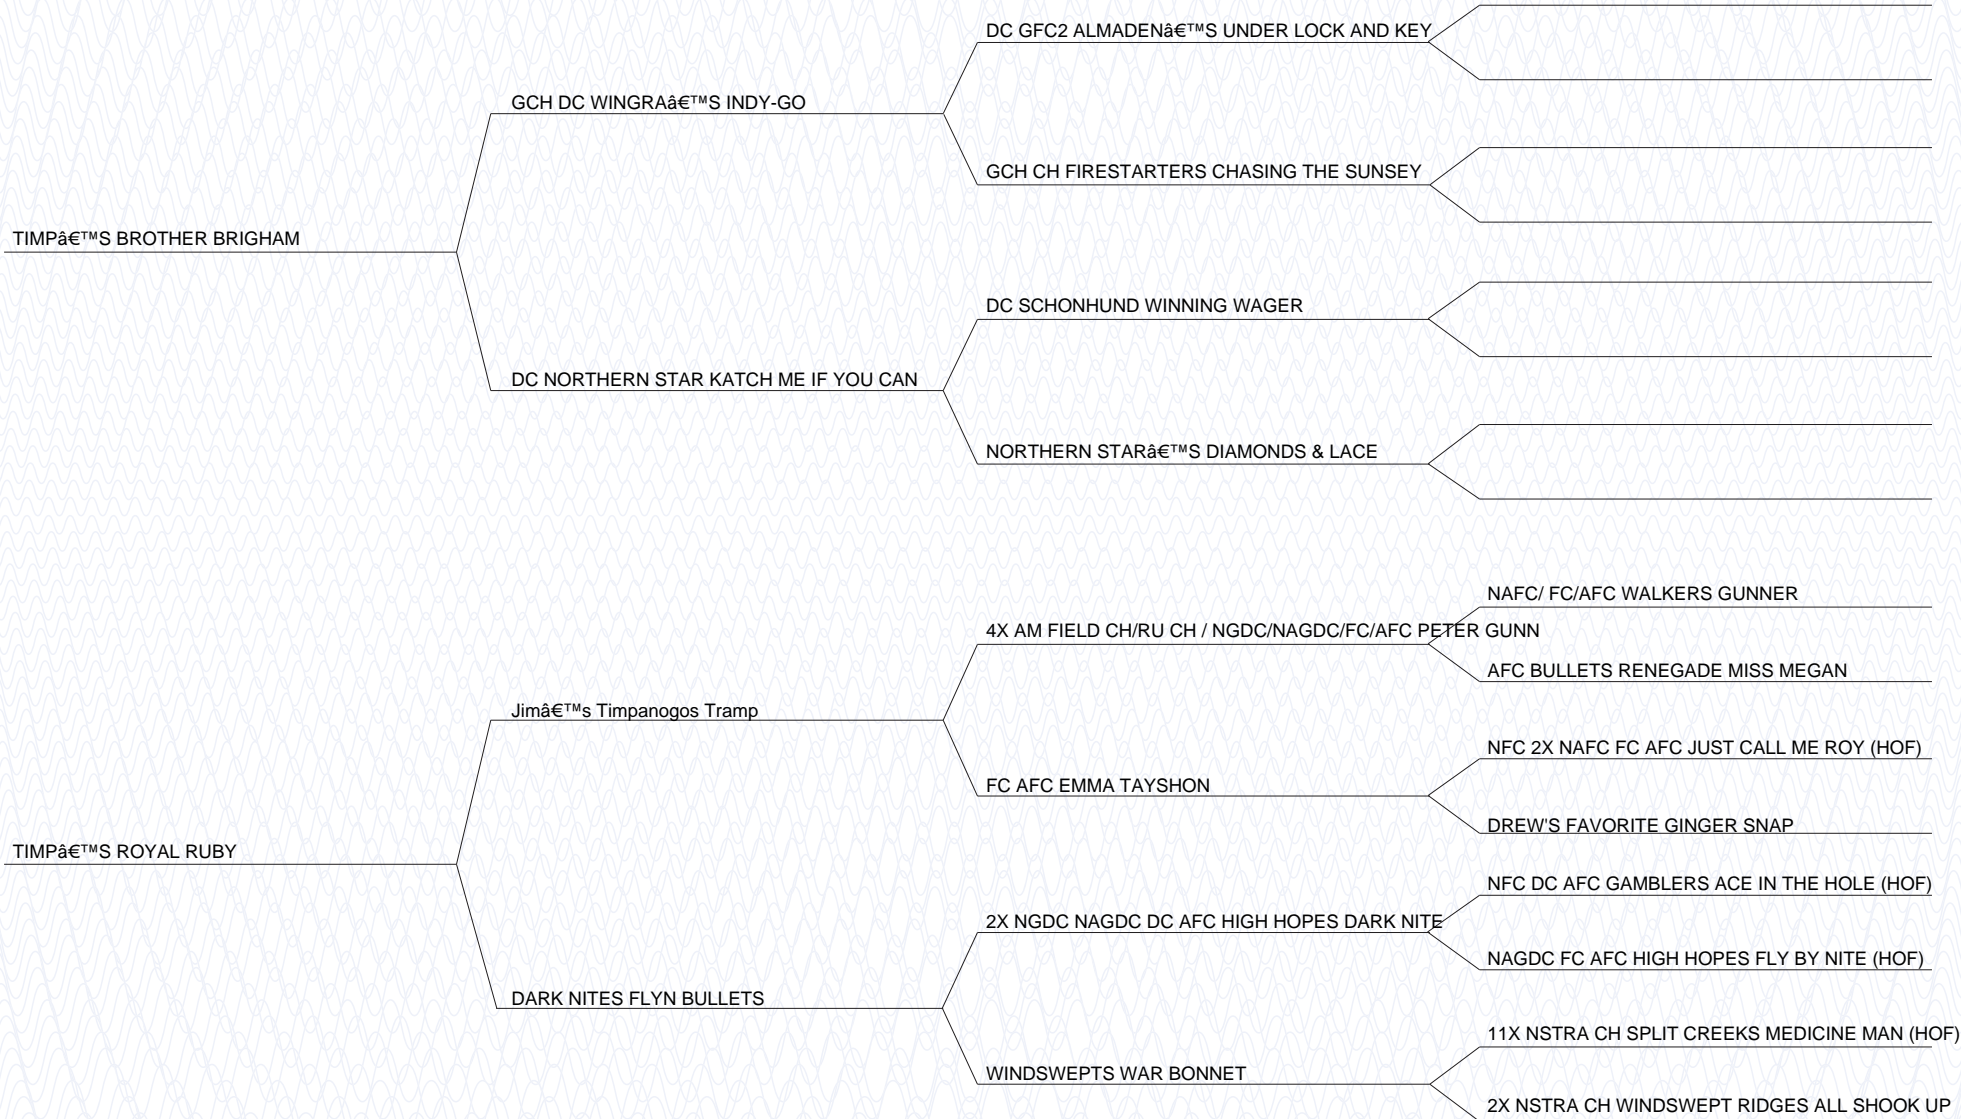 DC GFC2 ALMADENâ€™S UNDER LOCK AND KEY
GCH DC WINGRAâ€™S INDY-GO
GCH CH FIRESTARTERS CHASING THE SUNSEY
TIMPâ€™S BROTHER BRIGHAM
DC SCHONHUND WINNING WAGER
DC NORTHERN STAR KATCH ME IF YOU CAN
NORTHERN STARâ€™S DIAMONDS & LACE
NAFC/ FC/AFC WALKERS GUNNER
4X AM FIELD CH/RU CH / NGDC/NAGDC/FC/AFC PETER GUNN
AFC BULLETS RENEGADE MISS MEGAN
Jimâ€™s Timpanogos Tramp
NFC 2X NAFC FC AFC JUST CALL ME ROY (HOF)
FC AFC EMMA TAYSHON
DREW'S FAVORITE GINGER SNAP
TIMPâ€™S ROYAL RUBY
NFC DC AFC GAMBLERS ACE IN THE HOLE (HOF)
2X NGDC NAGDC DC AFC HIGH HOPES DARK NITE
NAGDC FC AFC HIGH HOPES FLY BY NITE (HOF)
DARK NITES FLYN BULLETS
11X NSTRA CH SPLIT CREEKS MEDICINE MAN (HOF)
WINDSWEPTS WAR BONNET
2X NSTRA CH WINDSWEPT RIDGES ALL SHOOK UP